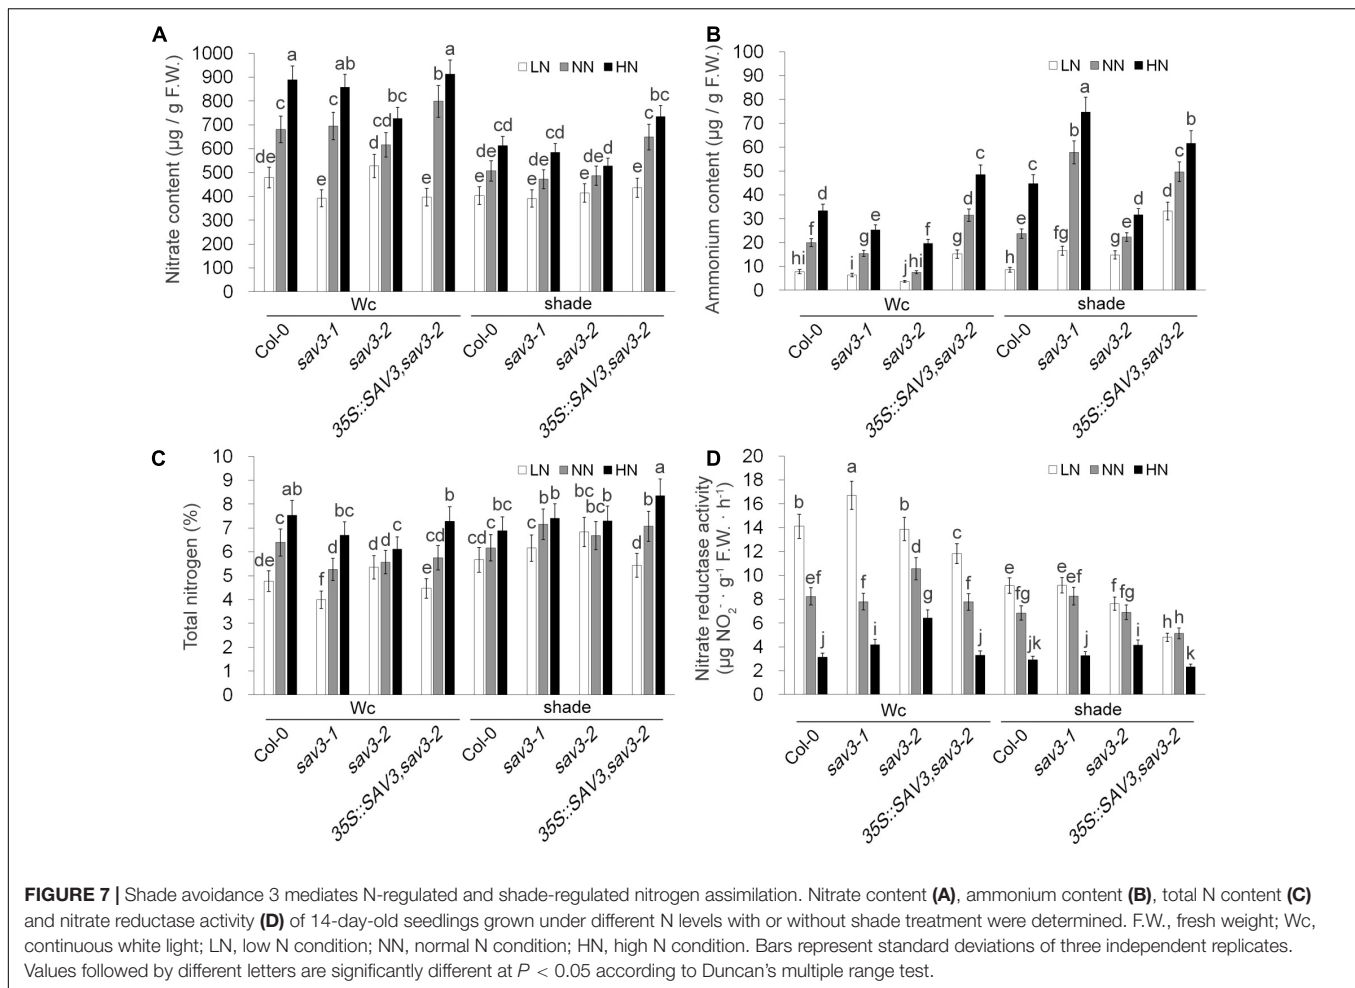 A
Nitrate content (µg / g F.W.)
1000
900
800
700
600
500
400
300
200
100
0
LN NN HN
de c a
e c ab
d cd bc
e b a
e de cd
e de cd
e de d
e c bc
Wc shade
Col-0 sav3-1 sav3-2 35S::SAV3,sav3-2 Col-0 sav3-1 sav3-2 35S::SAV3,sav3-2
B
Ammonium content (µg / g F.W.)
100
90
80
70
60
50
40
30
20
10
0
LN NN HN
hi f d
i g e
j hi f
g d c
h e c
fg b a
g e d
d c b
Wc shade
Col-0 sav3-1 sav3-2 35S::SAV3,sav3-2 Col-0 sav3-1 sav3-2 35S::SAV3,sav3-2
C
Total nitrogen (%)
10
9
8
7
6
5
4
3
2
1
0
LN NN HN
de c ab
f d bc
d d c
e cd b
cd c bc
c b b
bc bc b
d b a
Wc shade
Col-0 sav3-1 sav3-2 35S::SAV3,sav3-2 Col-0 sav3-1 sav3-2 35S::SAV3,sav3-2
D
Nitrate reductase activity
(µg NO₂⁻ · g⁻¹ F.W. · h⁻¹)
20
18
16
14
12
10
8
6
4
2
0
LN NN HN
b ef j
a f i
b d g
c f j
e fg jk
e ef j
fg fg i
h h k
Wc shade
Col-0 sav3-1 sav3-2 35S::SAV3,sav3-2 Col-0 sav3-1 sav3-2 35S::SAV3,sav3-2
FIGURE 7 | Shade avoidance 3 mediates N-regulated and shade-regulated nitrogen assimilation. Nitrate content (A), ammonium content (B), total N content (C)
and nitrate reductase activity (D) of 14-day-old seedlings grown under different N levels with or without shade treatment were determined. F.W., fresh weight; Wc,
continuous white light; LN, low N condition; NN, normal N condition; HN, high N condition. Bars represent standard deviations of three independent replicates.
Values followed by different letters are significantly different at P < 0.05 according to Duncan's multiple range test.